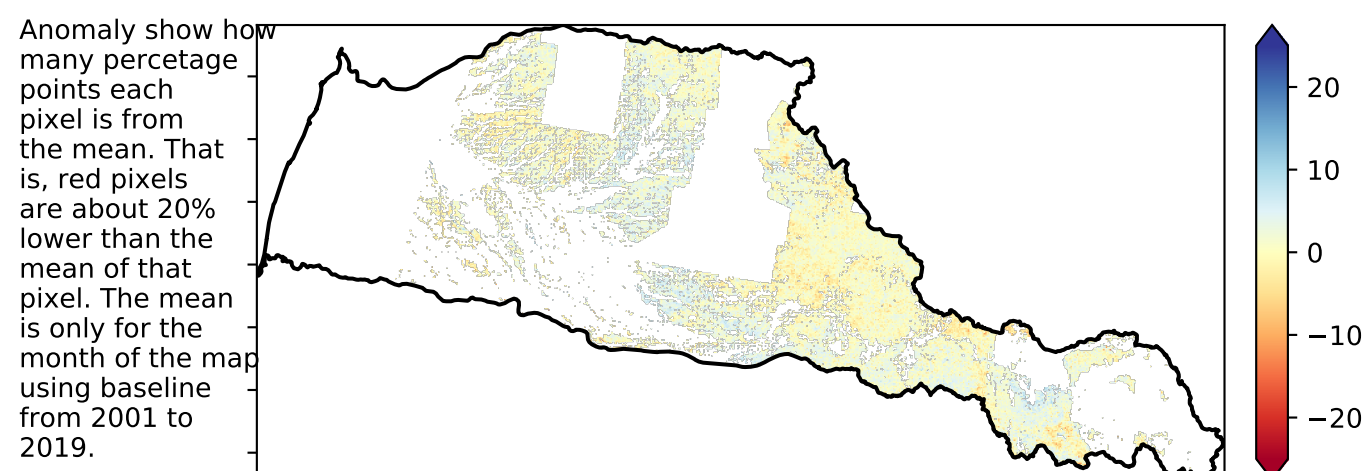 Anomaly show how
many percetage
points each
pixel is from
the mean. That
is, red pixels
are about 20%
lower than the
mean of that
pixel. The mean
is only for the
month of the map
using baseline
from 2001 to
2019.
20
10
0
−10
−20